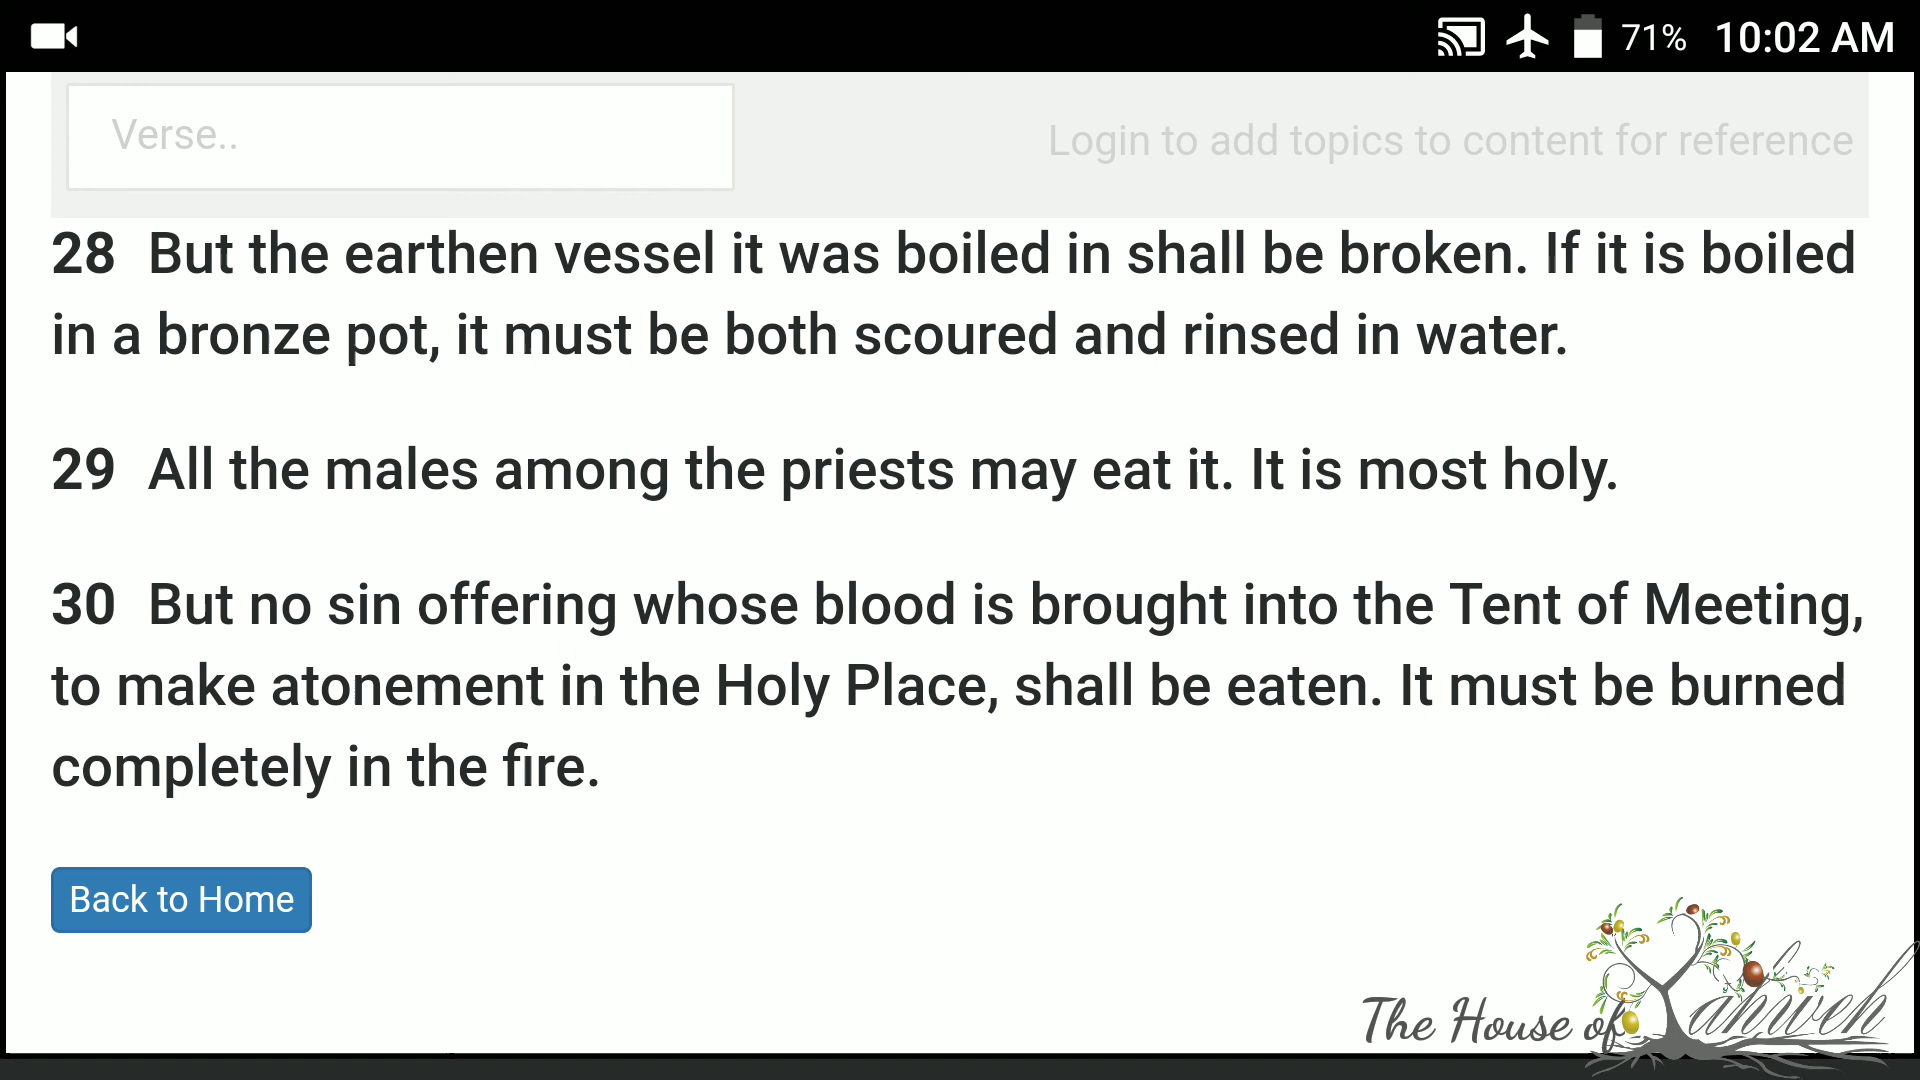 71% 10:02 AM
Verse..
Login to add topics to content for reference
28 But the earthen vessel it was boiled in shall be broken. If it is boiled
in a bronze pot, it must be both scoured and rinsed in water.
29 All the males among the priests may eat it. It is most holy.
30 But no sin offering whose blood is brought into the Tent of Meeting,
to make atonement in the Holy Place, shall be eaten. It must be burned
completely in the fire.
Back to Home
The House of Yahweh